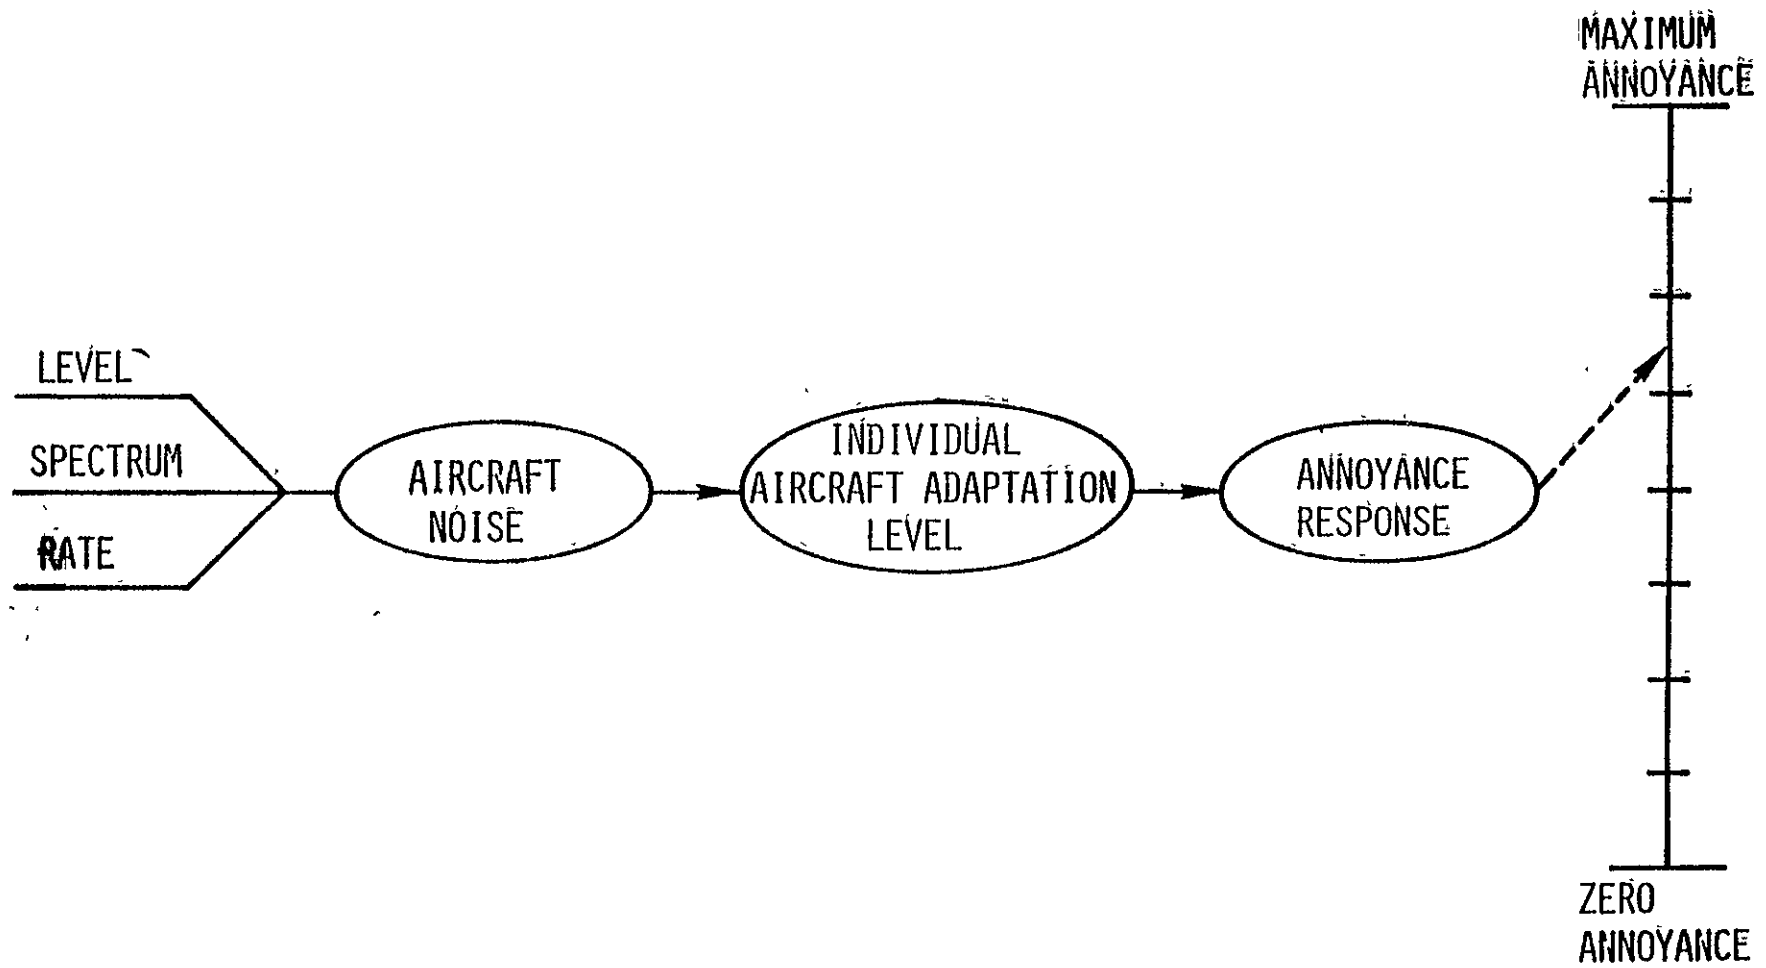 MAXIMUM
ANNOYANCE
LEVEL
SPECTRUM
RATE
AIRCRAFT
NOISE
INDIVIDUAL
AIRCRAFT ADAPTATION
LEVEL
ANNOYANCE
RESPONSE
ZERO
ANNOYANCE